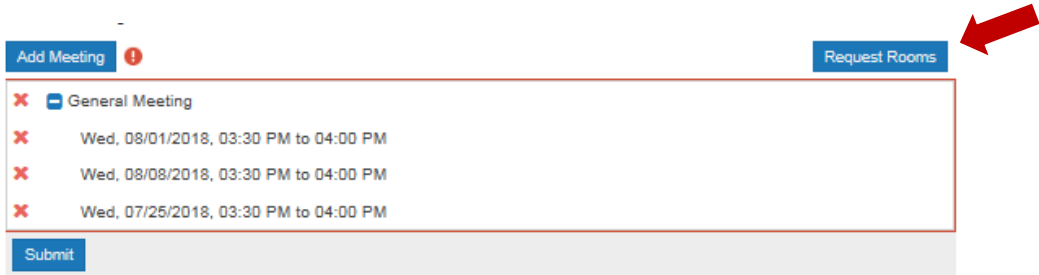 Add Meeting Request Rooms
General Meeting
Wed, 08/01/2018, 03:30 PM to 04:00 PM
Wed, 08/08/2018, 03:30 PM to 04:00 PM
Wed, 07/25/2018, 03:30 PM to 04:00 PM
Submit